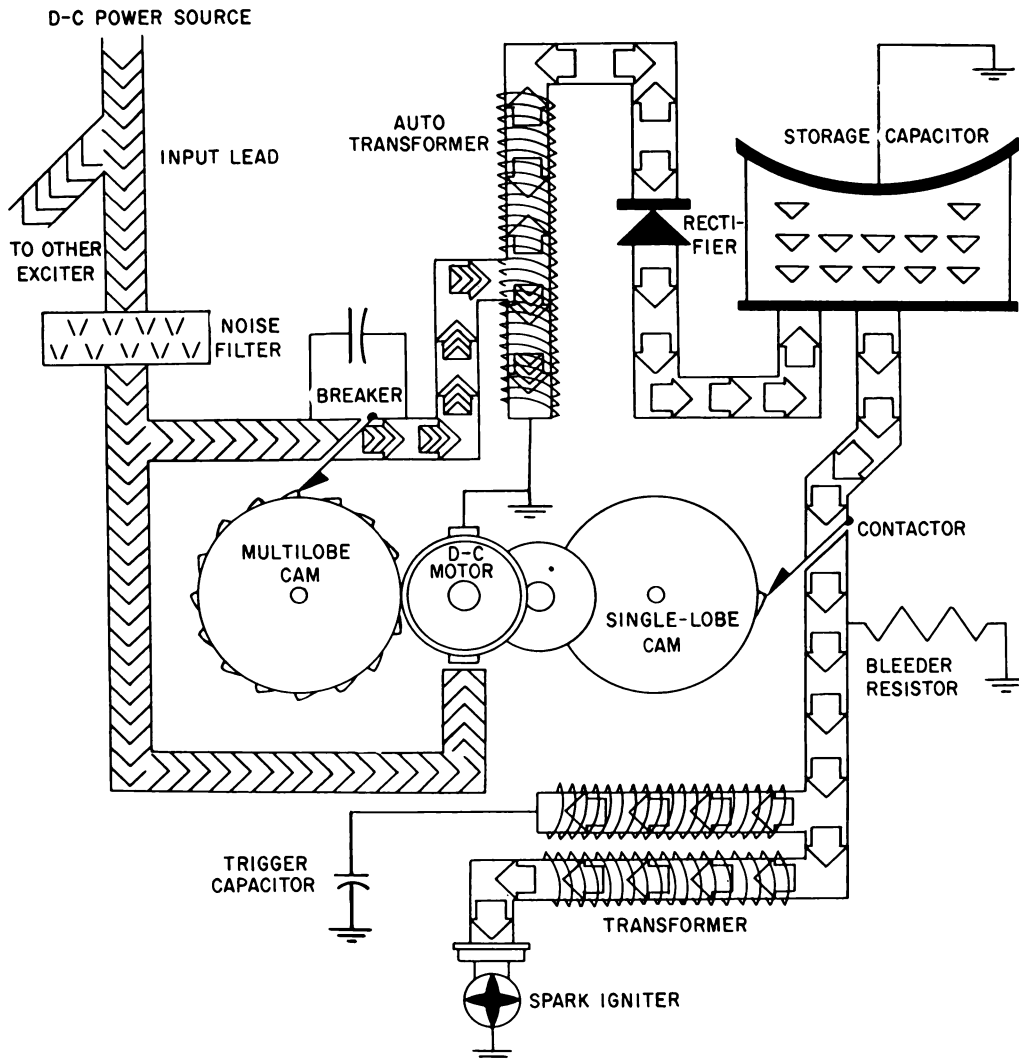 D-C POWER SOURCE
INPUT LEAD
TO OTHER
EXCITER
NOISE
FILTER
BREAKER
AUTO
TRANSFORMER
STORAGE CAPACITOR
RECTI-
FIER
MULTILOBE
CAM
D-C
MOTOR
SINGLE-LOBE
CAM
CONTACTOR
BLEEDER
RESISTOR
TRIGGER
CAPACITOR
TRANSFORMER
SPARK IGNITER